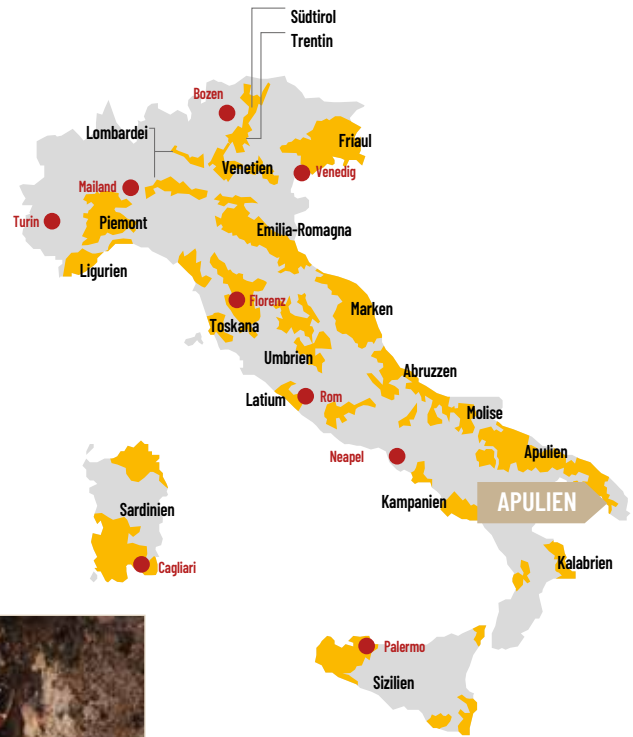 Südtirol
Trentin
Bozen
Lombardei
Friaul
Venetien
Venedig
Mailand
Turin
Piemont
Emilia-Romagna
Ligurien
Florenz
Marken
Toskana
Umbrien
Abruzzen
Latium
Rom
Molise
Neapel
Apulien
Kampanien
APULIEN
Sardinien
Kalabrien
Cagliari
Palermo
Sizilien